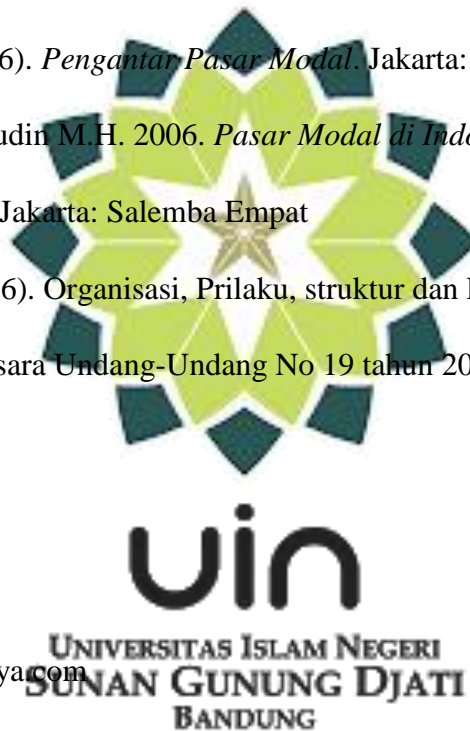 6). Pengantar Pasar Modal. Jakarta:
udin M.H. 2006. Pasar Modal di Indo
Jakarta: Salemba Empat
6). Organisasi, Prilaku, struktur dan
sara Undang-Undang No 19 tahun 20
uin
UNIVERSITAS ISLAM NEGERI
ya.com
SUNAN GUNUNG DJATI
BANDUNG